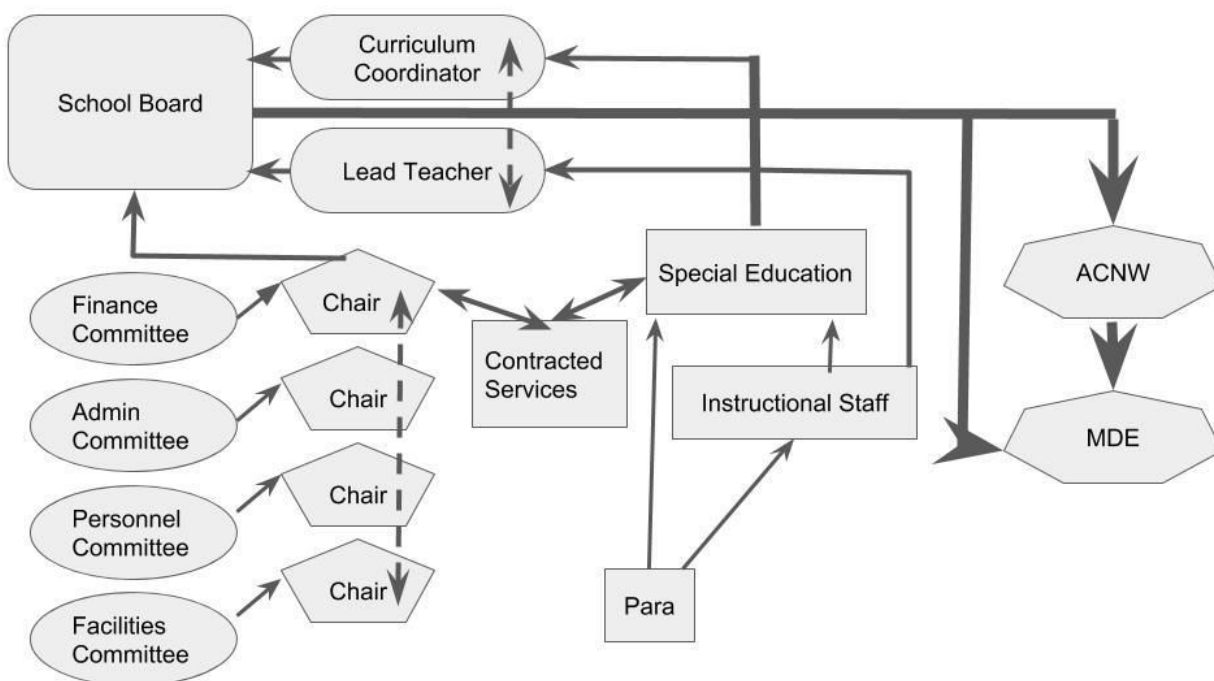 Curriculum
Coordinator
School Board
Lead Teacher
Special Education
ACNW
Finance
Committee
Chair
Contracted
Services
Instructional Staff
Admin
Committee
Chair
MDE
Personnel
Committee
Chair
Para
Facilities
Committee
Chair